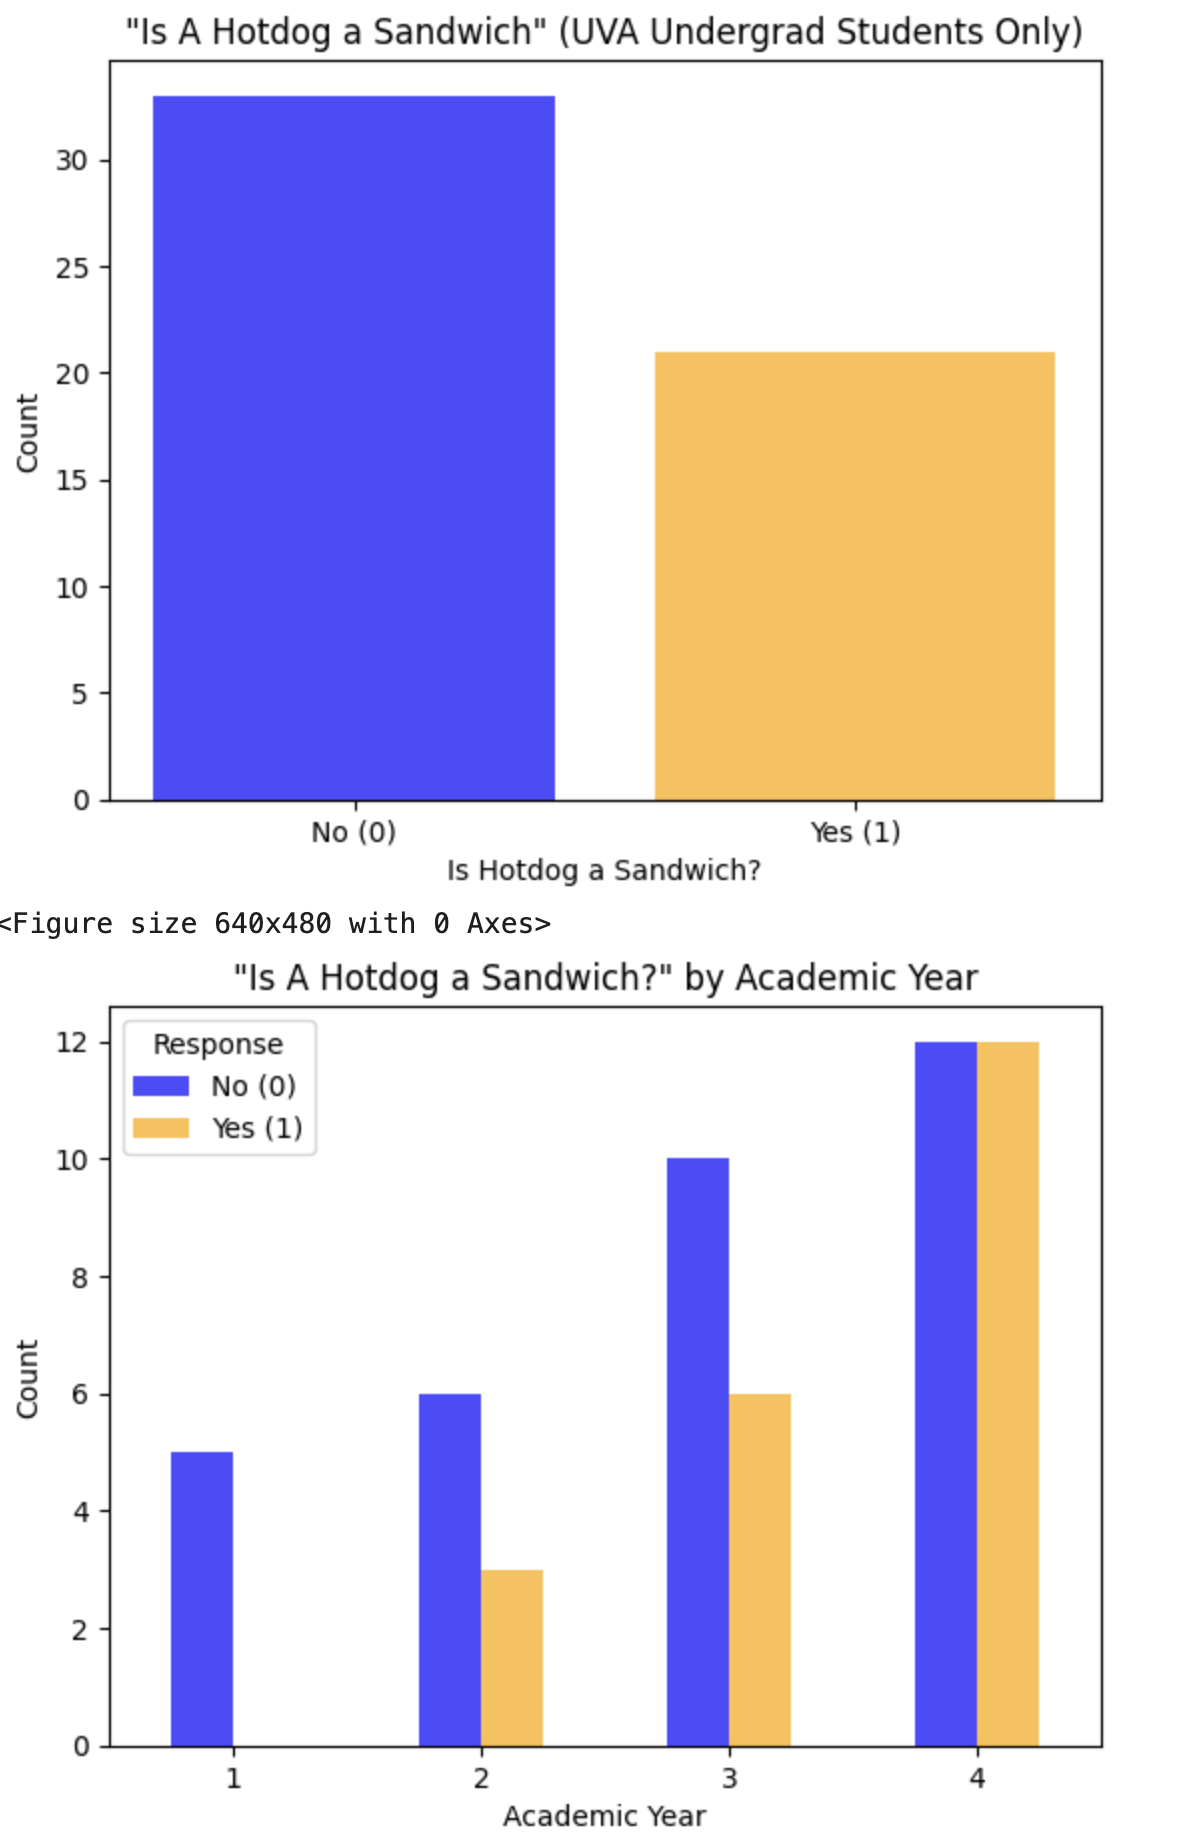 "Is A Hotdog a Sandwich" (UVA Undergrad Students Only)
30
25
20
15
10
5
0
Count
No (0)
Yes (1)
Is Hotdog a Sandwich?
<Figure size 640x480 with 0 Axes>
"Is A Hotdog a Sandwich?" by Academic Year
Response
No (0)
Yes (1)
12
10
8
6
4
2
0
Count
1
2
3
4
Academic Year